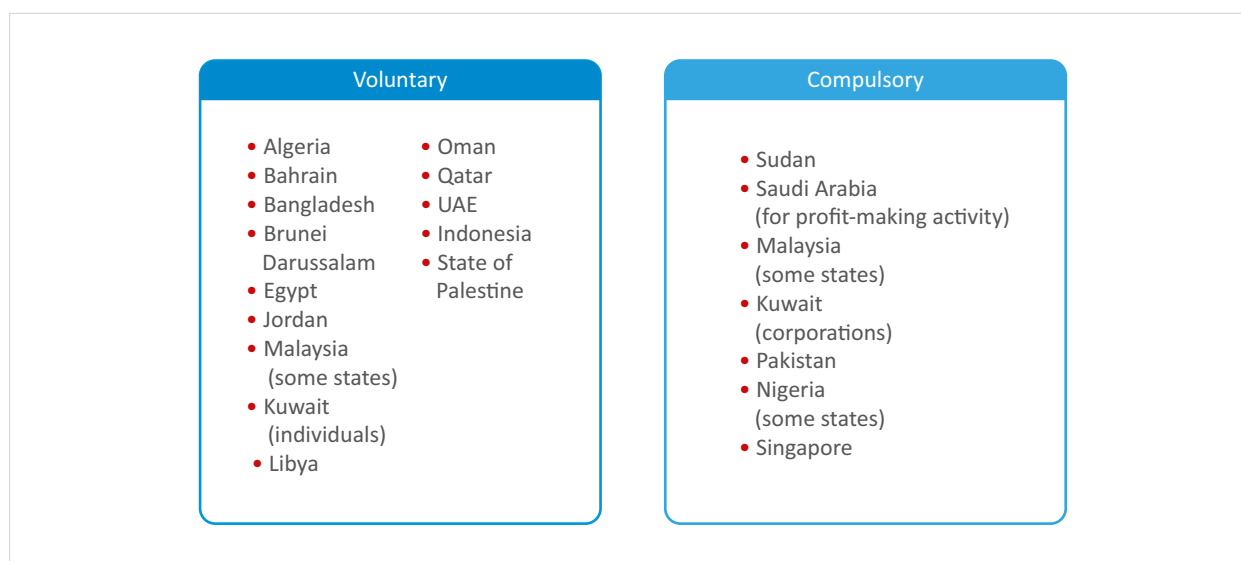 Voluntary
• Algeria
• Bahrain
• Bangladesh
• Brunei
Darussalam
• Egypt
• Jordan
• Malaysia
(some states)
• Kuwait
(individuals)
• Libya
• Oman
• Qatar
• UAE
• Indonesia
• State of
Palestine
Compulsory
• Sudan
• Saudi Arabia
(for profit-making activity)
• Malaysia
(some states)
• Kuwait
(corporations)
• Pakistan
• Nigeria
(some states)
• Singapore